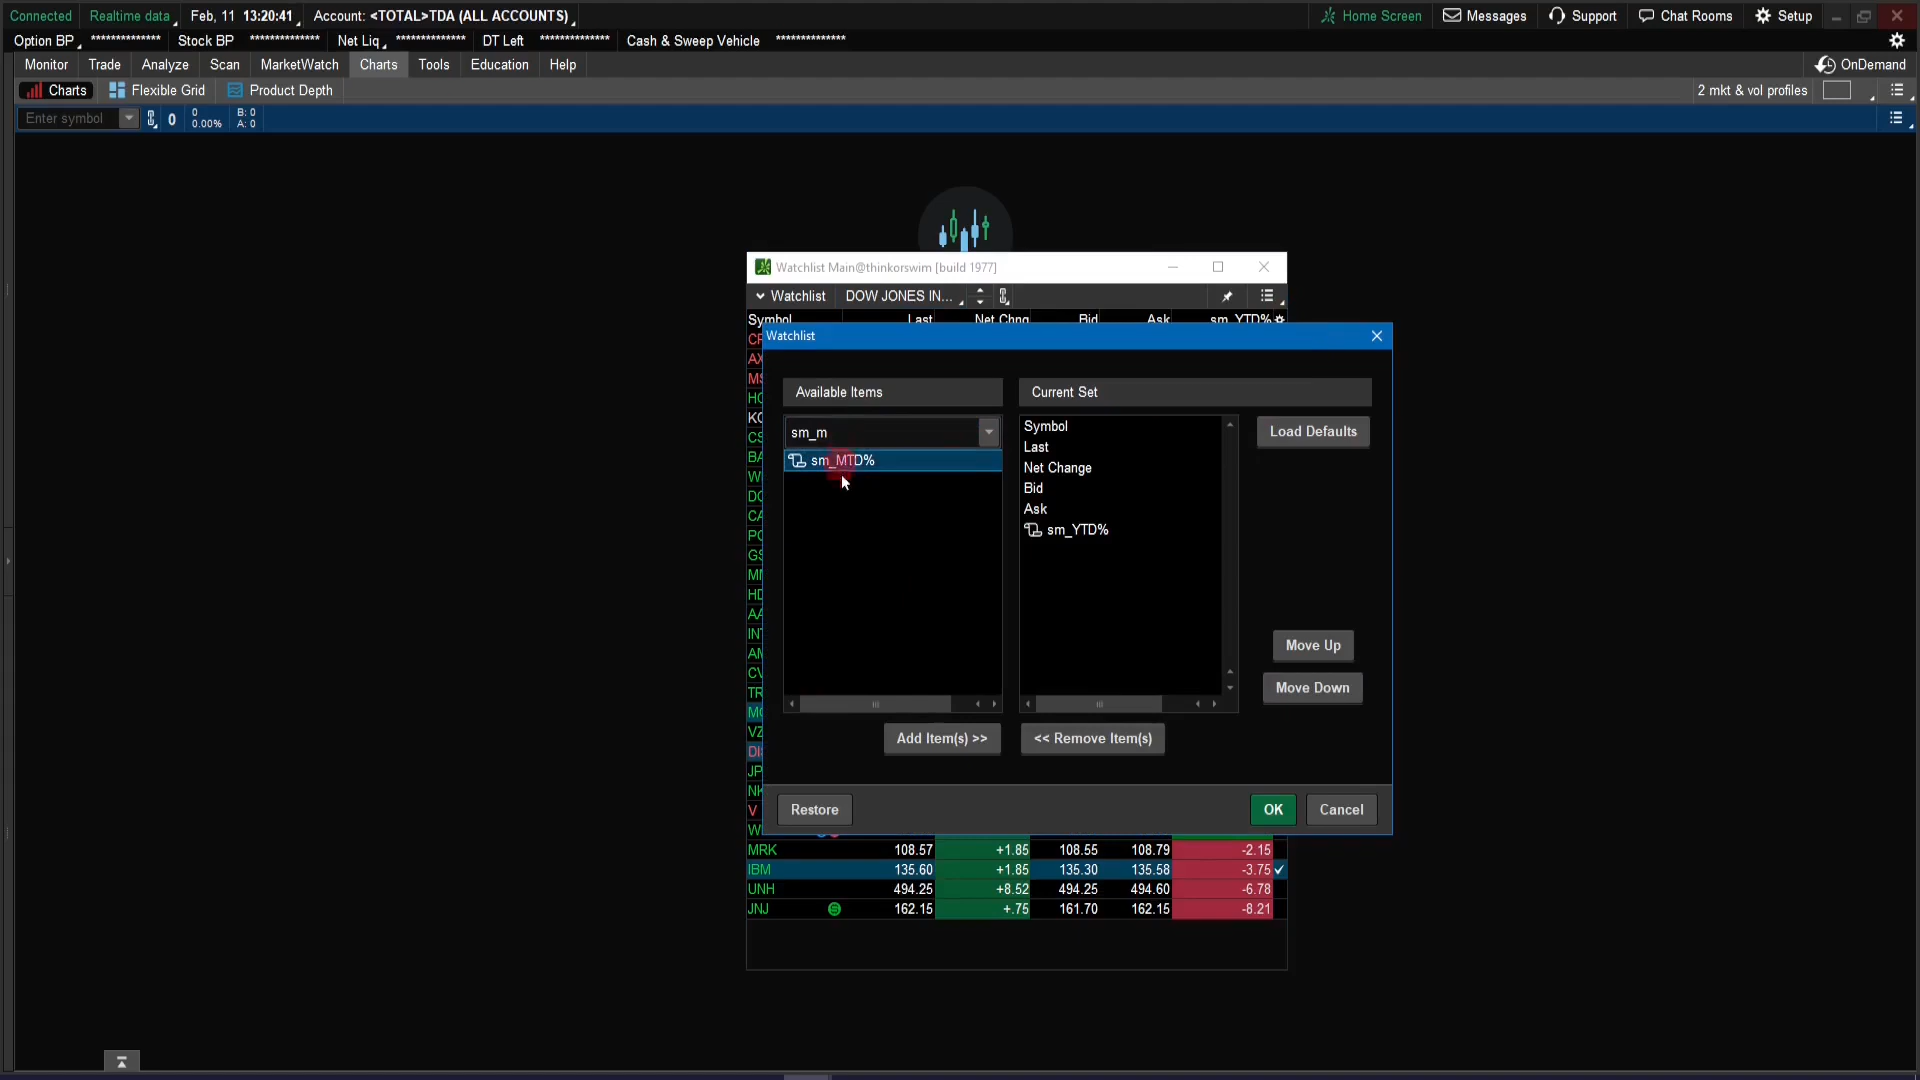 Connected Realtime data Feb, 11 13:20:41 Account: <TOTAL>TDA (ALL ACCOUNTS) Home Screen Messages Support Chat Rooms Setup
Option BP ************** Stock BP ************** Net Liq ************** DT Left ************** Cash & Sweep Vehicle **************
Monitor Trade Analyze Scan MarketWatch Charts Tools Education Help OnDemand
Charts Flexible Grid Product Depth 2 mkt & vol profiles
Enter symbol 0 0 B: 0
0.00% A: 0
Watchlist Main@thinkorswim [build 1977]
Watchlist DOW JONES IN...
Symbol Last Net Chng Bid Ask sm_YTD%
Watchlist
Available Items Current Set
sm_m
sm_MTD%
Symbol
Last
Net Change
Bid
Ask
sm_YTD%
Load Defaults
Move Up
Move Down
Add Item(s) >> << Remove Item(s)
Restore OK Cancel
MRK 108.57 +1.85 108.55 108.79 -2.15
IBM 135.60 +1.85 135.30 135.58 -3.75
UNH 494.25 +8.52 494.25 494.60 -6.78
JNJ 162.15 +.75 161.70 162.15 -8.21